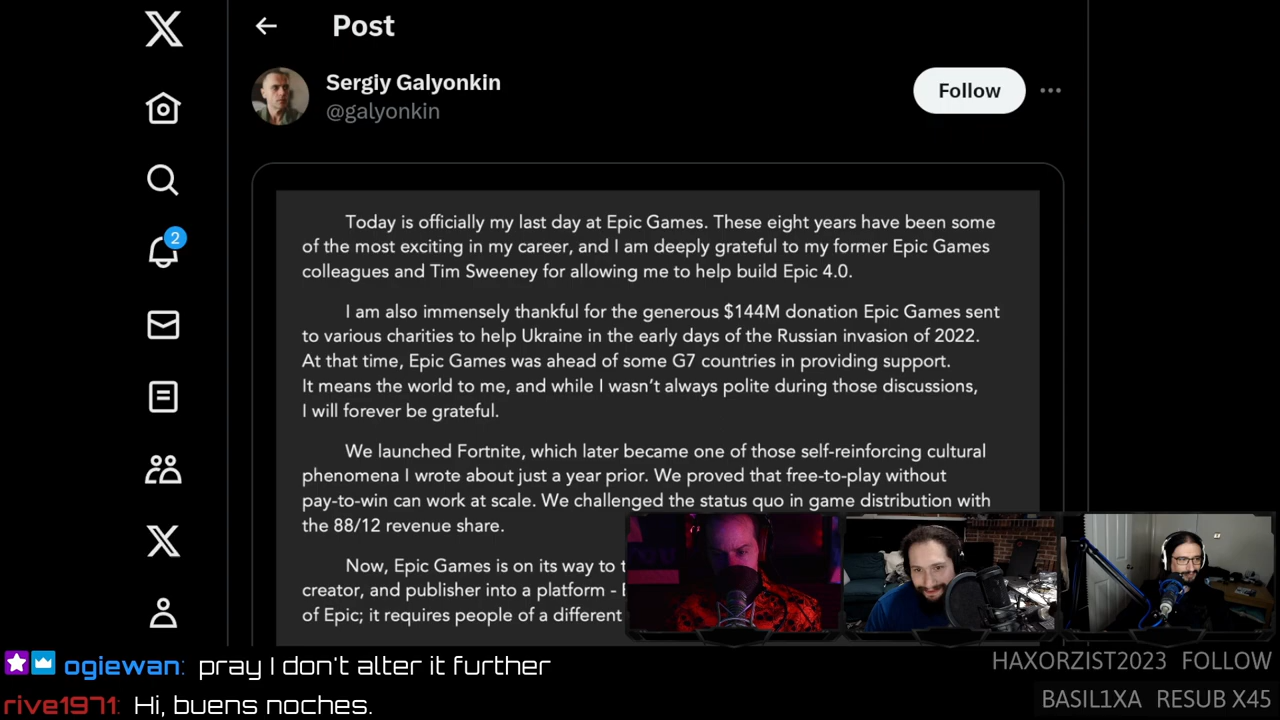 Post
Sergiy Galyonkin
@galyonkin
Follow
2
Today is officially my last day at Epic Games. These eight years have been some
of the most exciting in my career, and I am deeply grateful to my former Epic Games
colleagues and Tim Sweeney for allowing me to help build Epic 4.0.
I am also immensely thankful for the generous $144M donation Epic Games sent
to various charities to help Ukraine in the early days of the Russian invasion of 2022.
At that time, Epic Games was ahead of some G7 countries in providing support.
It means the world to me, and while I wasn't always polite during those discussions,
I will forever be grateful.
We launched Fortnite, which later became one of those self-reinforcing cultural
phenomena I wrote about just a year prior. We proved that free-to-play without
pay-to-win can work at scale. We challenged the status quo in game distribution with
the 88/12 revenue share.
Now, Epic Games is on its way to
creator, and publisher into a platform -
of Epic; it requires people of a different
ogiewan: pray I don't alter it further
rive1971: Hi, buens noches.
HAXORZIST2023 FOLLOW
BASIL1XA RESUB X45